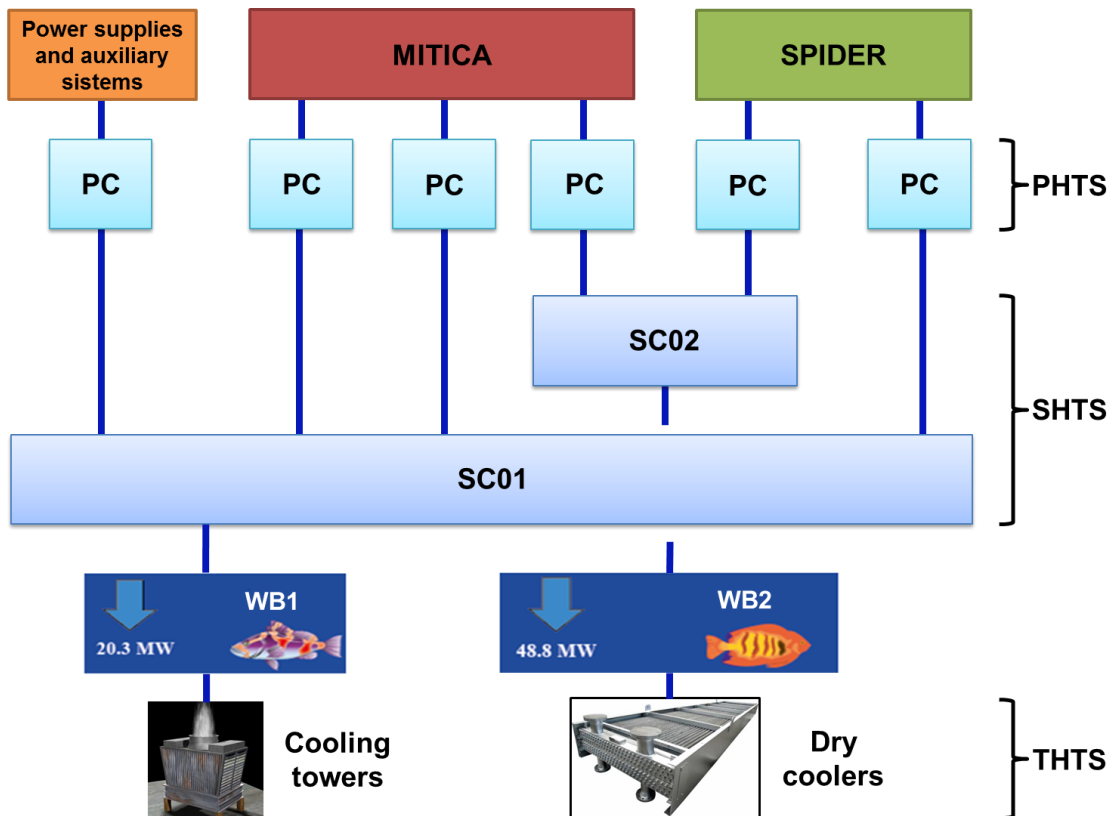 Power supplies
and auxiliary
sistems
MITICA
SPIDER
PC
PC
PC
PC
PC
PC
PHTS
SC02
SHTS
SC01
WB1
20.3 MW
WB2
48.8 MW
Cooling
towers
Dry
coolers
THTS